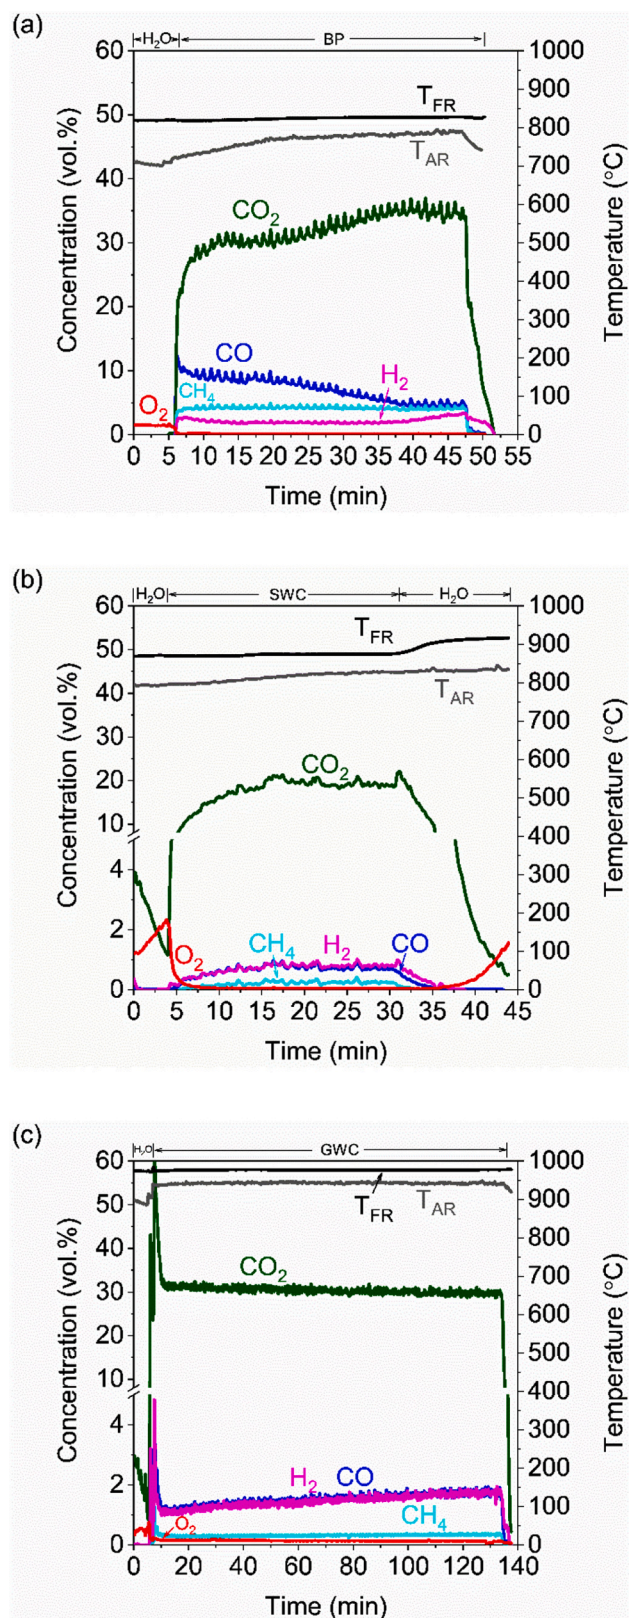 (a)
H₂O BP
60 1000
900
50 T_FR 800
T_AR 700
40
CO₂ 600
30 500
400
20
300
CO
10 H₂ 200
CH₄ 100
O₂
0 0
0 5 10 15 20 25 30 35 40 45 50 55
Time (min)
Concentration (vol.%)
Temperature (°C)
(b)
H₂O SWC H₂O
60 1000
T_FR 900
50
800
40 T_AR 700
30 600
CO₂
20 500
10 400
4 300
200
2 H₂ CO
O₂ CH₄ 100
0 0
0 5 10 15 20 25 30 35 40 45
Time (min)
Concentration (vol.%)
Temperature (°C)
(c)
H₂O GWC
60 1000
T_FR T_AR 900
50
800
40 700
CO₂
30 600
20 500
10 400
4 300
200
2 H₂ CO
O₂ CH₄ 100
0 0
0 20 40 60 80 100 120 140
Time (min)
Concentration (vol.%)
Temperature (°C)